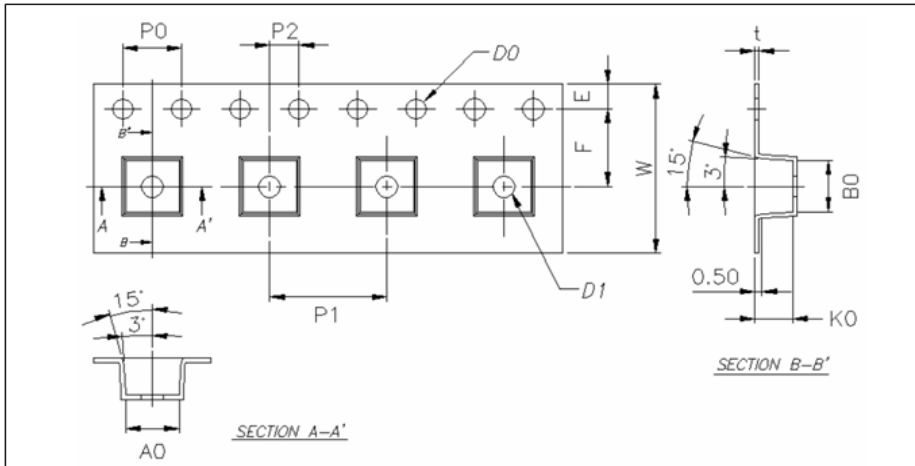 P0
P2
D0
t
E
F
W
B'
A
A'
B
P1
D1
15°
3°
B0
0.50
K0
SECTION B-B'
15°
3°
A0
SECTION A-A'